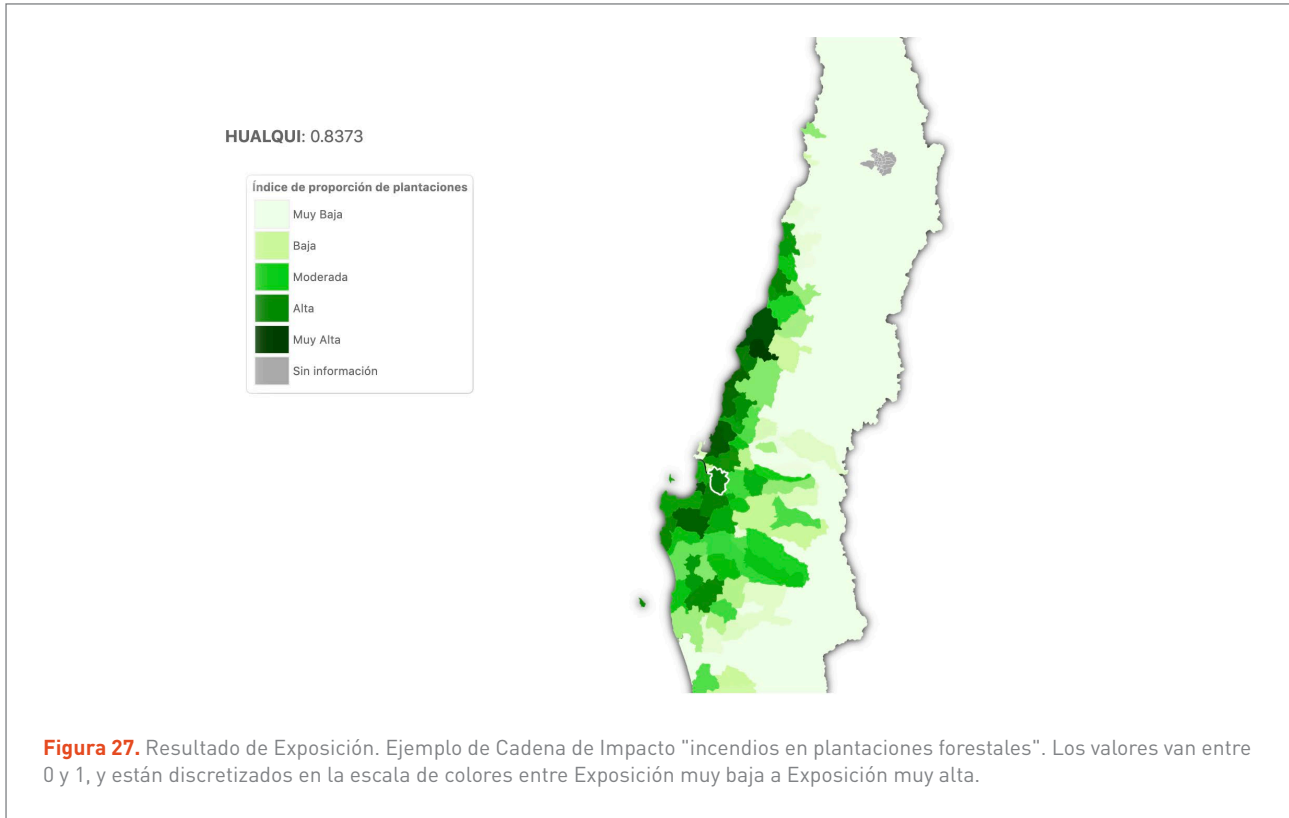 HUALQUI: 0.8373
Índice de proporción de plantaciones
Muy Baja
Baja
Moderada
Alta
Muy Alta
Sin información
Figura 27. Resultado de Exposición. Ejemplo de Cadena de Impacto "incendios en plantaciones forestales". Los valores van entre
0 y 1, y están discretizados en la escala de colores entre Exposición muy baja a Exposición muy alta.